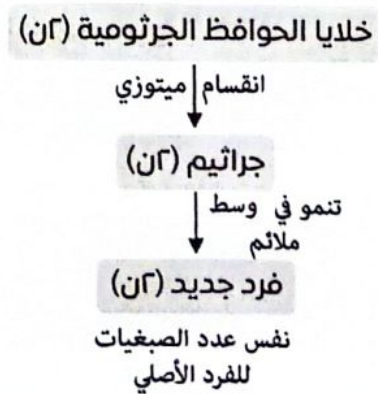 خلايا الحوافظ الجرثومية (٢ن)
انقسام ميتوزي
جراثيم (٢ن)
تنمو في وسط
ملائم
فرد جديد (٢ن)
نفس عدد الصبغيات
للفرد الأصلي